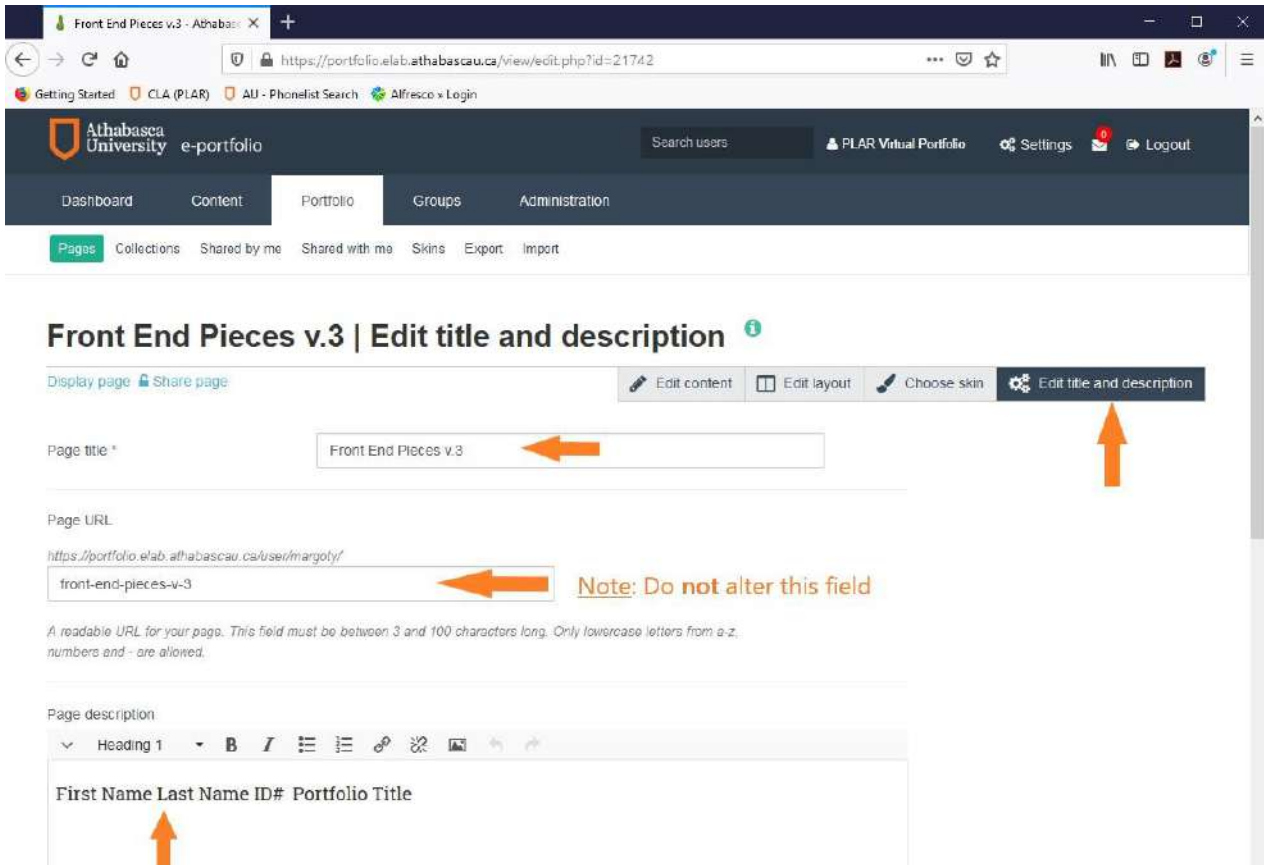 Front End Pieces v.3 - Athabasc
https://portfolio.elab.athabascau.ca/view/edit.php?id=21742
Getting Started CLA (PLAR) AU - Phonelist Search Alfresco » Login
Athabasca
University e-portfolio
Search users PLAR Virtual Portfolio Settings 0 Logout
Dashboard Content Portfolio Groups Administration
Pages Collections Shared by me Shared with me Skins Export Import
Front End Pieces v.3 | Edit title and description
Display page Share page Edit content Edit layout Choose skin Edit title and description
Page title * Front End Pieces v.3
Page URL
https://portfolio.elab.athabascau.ca/user/margoty/
front-end-pieces-v-3
Note: Do not alter this field
A readable URL for your page. This field must be between 3 and 100 characters long. Only lowercase letters from a-z,
numbers and - are allowed.
Page description
Heading 1 B I
First Name Last Name ID# Portfolio Title